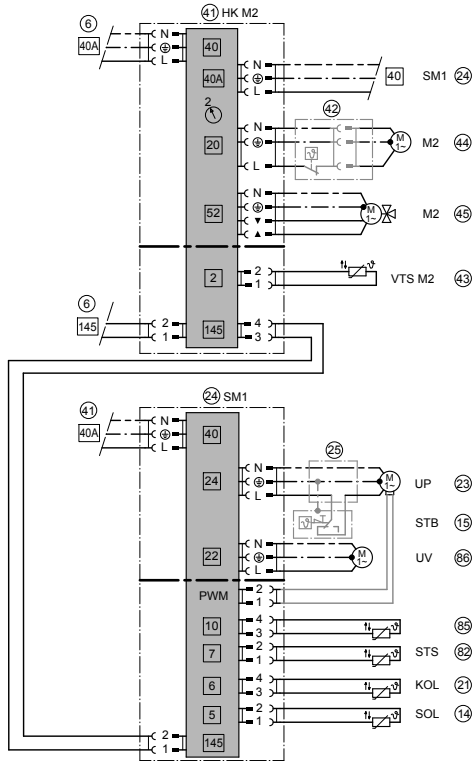 6
41 HK M2
40A
N
L
40
40A
N
L
40 SM1 24
2
42
20
N
L
M
1~
M2 44
52
N
M
1~
M2 45
2
2
1
VTS M2 43
6
145
2
1
145
4
3
41
24 SM1
40A
N
L
40
25
24
N
L
M
1~
UP 23
STB 15
22
N
L
M
1~
UV 86
PWM
2
1
10
4
3
85
7
2
1
STS 82
6
4
3
KOL 21
5
2
1
SOL 14
2
1
145